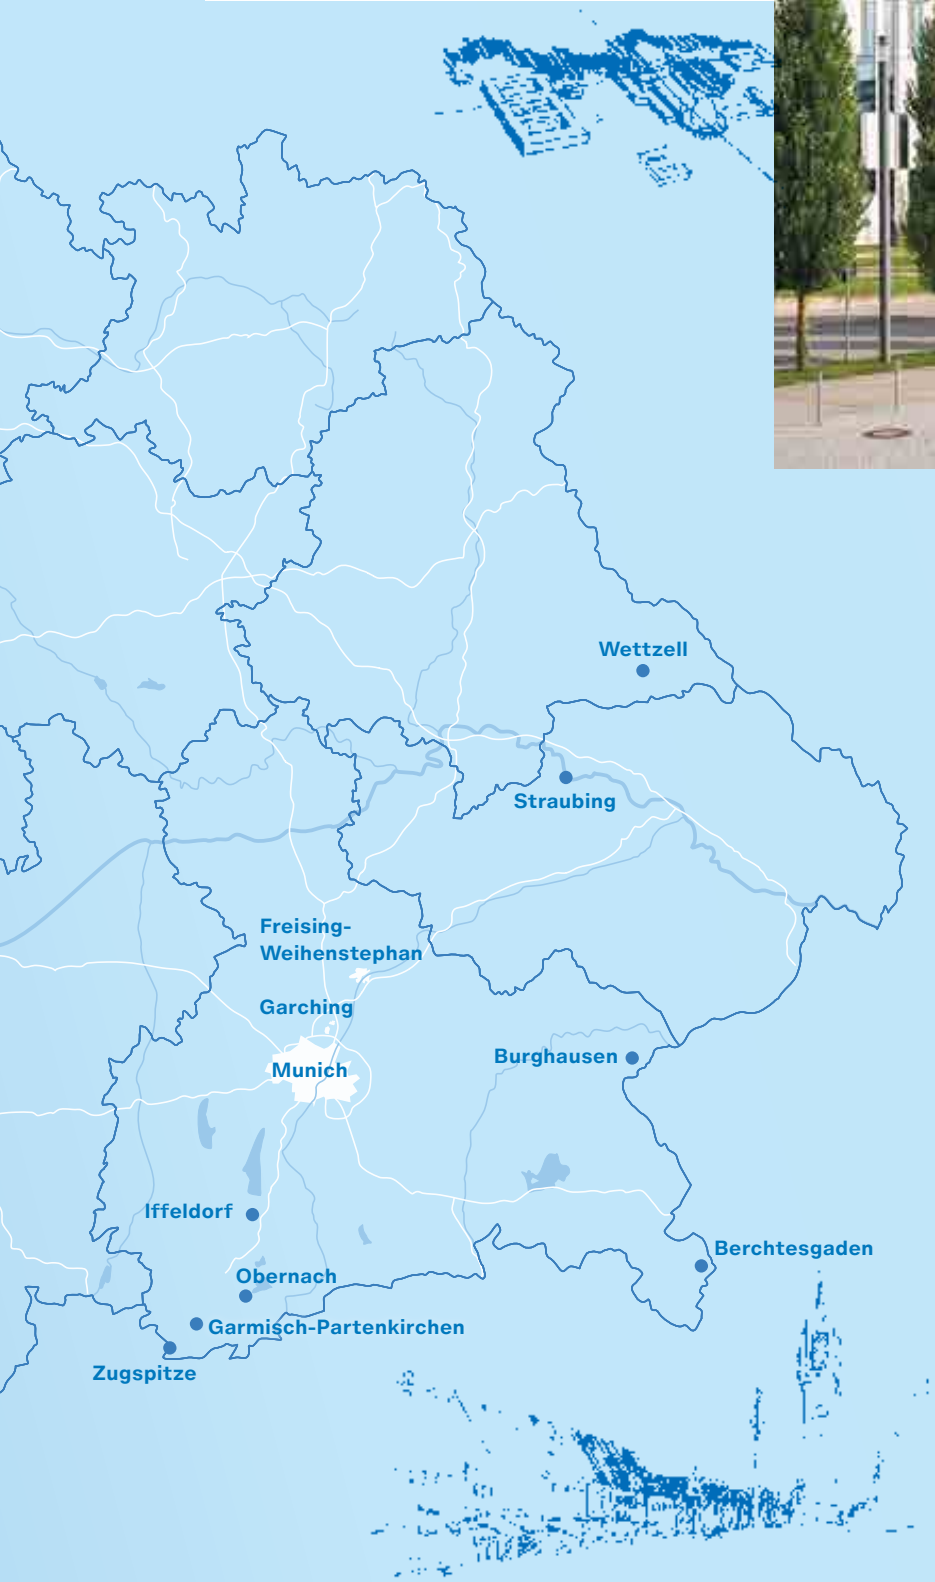 Wettzell
Straubing
Freising-
Weihenstephan
Garching
Burghausen
Munich
Iffeldorf
Berchtesgaden
Obernach
Garmisch-Partenkirchen
Zugspitze